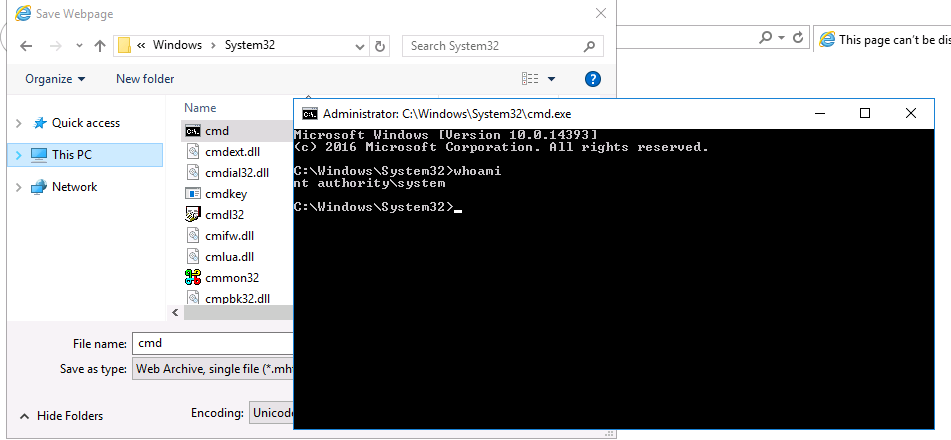 Save Webpage
« Windows > System32
Search System32
This page can't be dis
Organize
New folder
Name
Quick access
This PC
Network
cmd
cmdext.dll
cmdial32.dll
cmdkey
cmdl32
cmifw.dll
cmlua.dll
cmmon32
cmpbk32.dll
File name: cmd
Save as type: Web Archive, single file (*.mht
Hide Folders
Encoding: Unicode
Administrator: C:\Windows\System32\cmd.exe
Microsoft Windows [Version 10.0.14393]
(c) 2016 Microsoft Corporation. All rights reserved.
C:\Windows\System32>whoami
nt authority\system
C:\Windows\System32>_